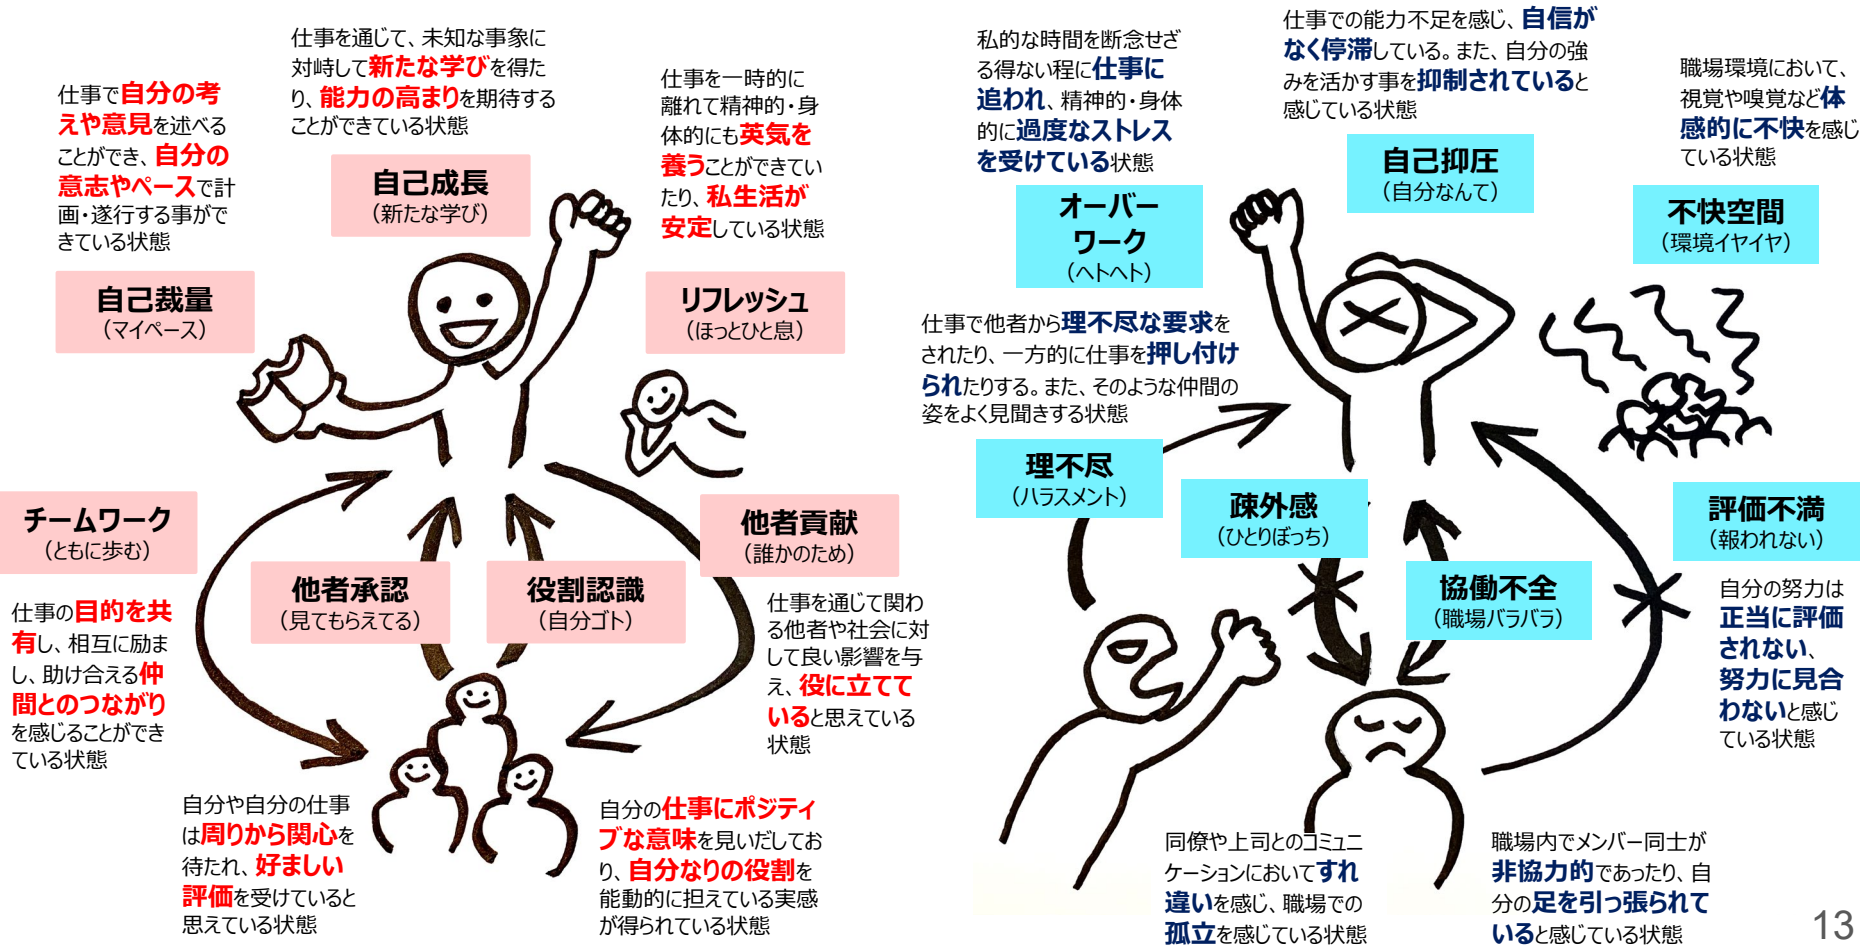 仕事で自分の考
えや意見を述べる
ことができ、自分の
意志やペースで計
画・遂行する事がで
きている状態
自己裁量
（マイペース）
仕事を通じて、未知な事象に
対峙して新たな学びを得た
り、能力の高まりを期待する
ことができている状態
自己成長
（新たな学び）
仕事を一時的に
離れて精神的・身
体的にも英気を
養うことができてい
たり、私生活が
安定している状態
リフレッシュ
（ほっとひと息）
チームワーク
（ともに歩む）
仕事の目的を共
有し、相互に励ま
し、助け合える仲
間とのつながり
を感じることができ
ている状態
他者承認
（見てもらえてる）
自分や自分の仕事
は周りから関心を
待たれ、好ましい
評価を受けていると
思えている状態
役割認識
（自分ゴト）
自分の仕事にポジティ
ブな意味を見いだしてお
り、自分なりの役割を
能動的に担えている実感
が得られている状態
他者貢献
（誰かのため）
仕事を通じて関わ
る他者や社会に対
して良い影響を与
え、役に立てて
いると思えている
状態
私的な時間を断念せざ
る得ない程に仕事に
追われ、精神的・身体
的に過度なストレス
を受けている状態
オーバー
ワーク
（ヘトヘト）
仕事での能力不足を感じ、自信が
なく停滞している。また、自分の強
みを活かす事を抑制されていると
感じている状態
自己抑圧
（自分なんて）
職場環境において、
視覚や嗅覚など体
感的に不快を感じ
ている状態
不快空間
（環境イヤイヤ）
仕事で他者から理不尽な要求を
されたり、一方的に仕事を押し付け
られたりする。また、そのような仲間の
姿をよく見聞きする状態
理不尽
（ハラスメント）
疎外感
（ひとりぼっち）
同僚や上司とのコミュニ
ケーションにおいてすれ
違いを感じ、職場での
孤立を感じている状態
協働不全
（職場バラバラ）
職場内でメンバー同士が
非協力的であったり、自
分の足を引っ張られて
いると感じている状態
評価不満
（報われない）
自分の努力は
正当に評価
されない、
努力に見合
わないと感じ
ている状態
13